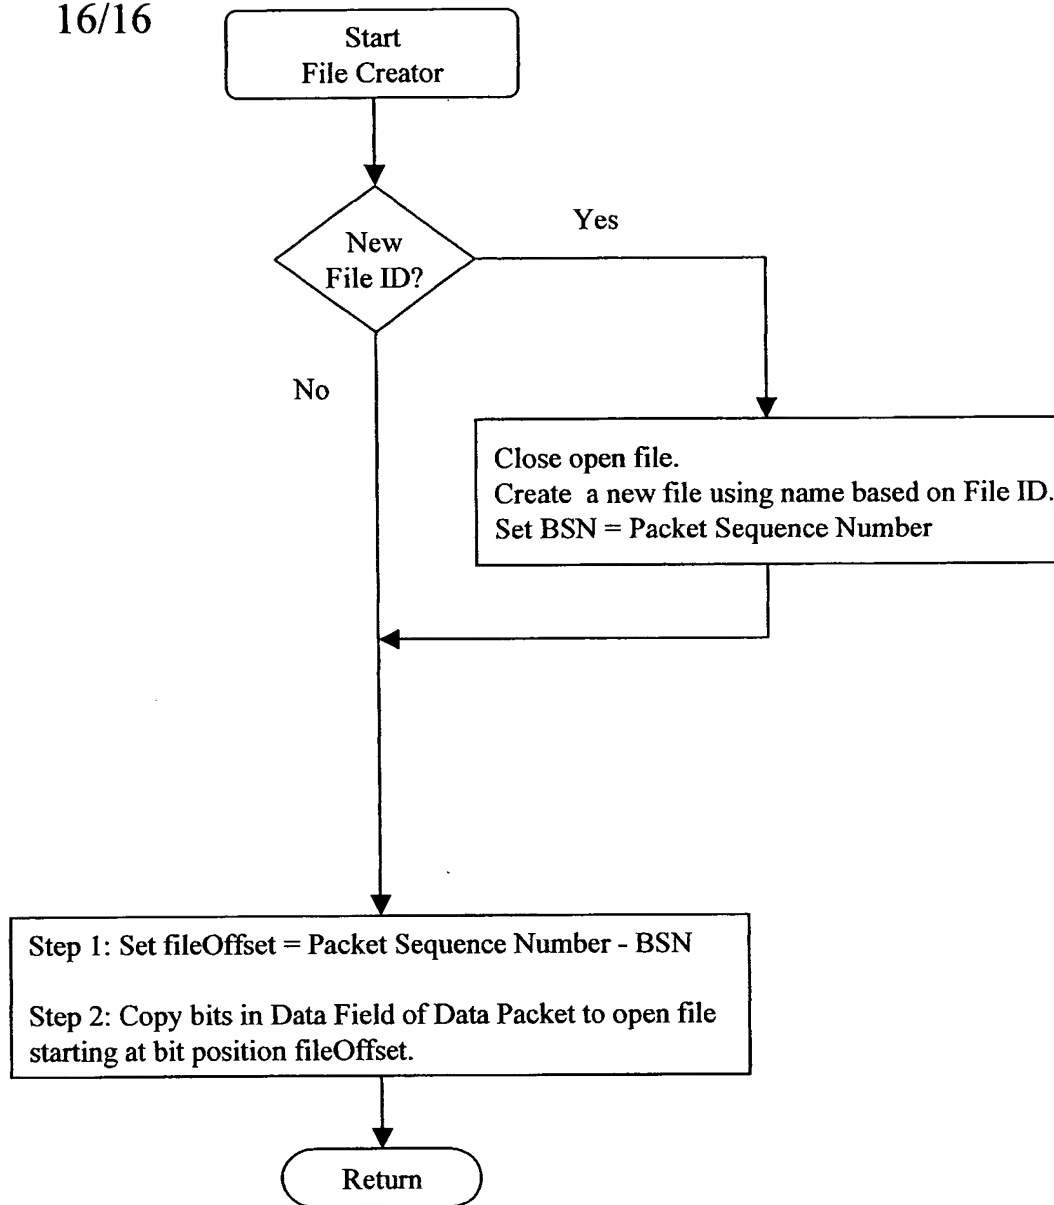 16/16
Start
File Creator
New
File ID?
Yes
No
Close open file.
Create a new file using name based on File ID.
Set BSN = Packet Sequence Number
Step 1: Set fileOffset = Packet Sequence Number - BSN
Step 2: Copy bits in Data Field of Data Packet to open file
starting at bit position fileOffset.
Return